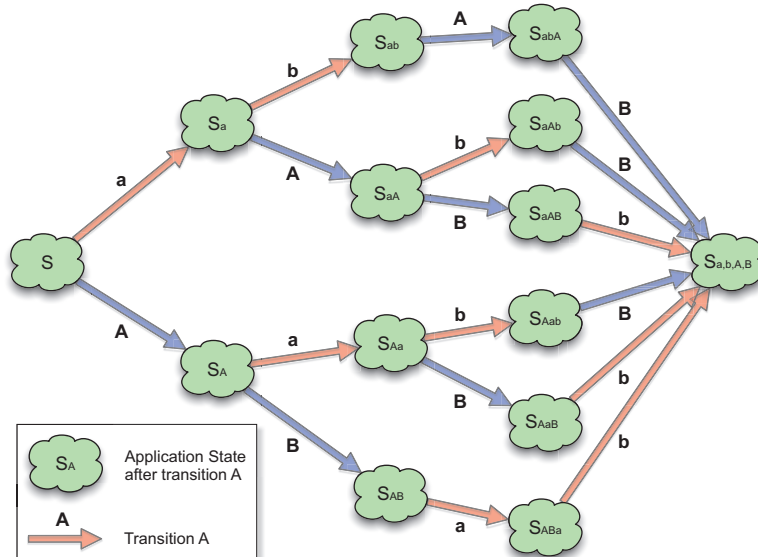 A
Sab
SabA
b
B
Sa
b
SaAb
a
A
B
SaA
B
SaAB
b
S
Sa,b,A,B
A
b
SAab
a
B
SA
SAa
B
b
SAaB
B
b
SAB
a
SABa
SA
Application State
after transition A
A
Transition A